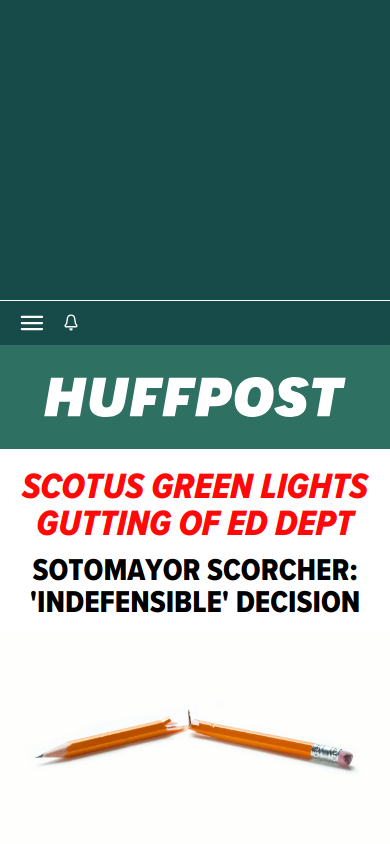 HUFFPOST
SCOTUS GREEN LIGHTS
GUTTING OF ED DEPT
SOTOMAYOR SCORCHER:
'INDEFENSIBLE' DECISION